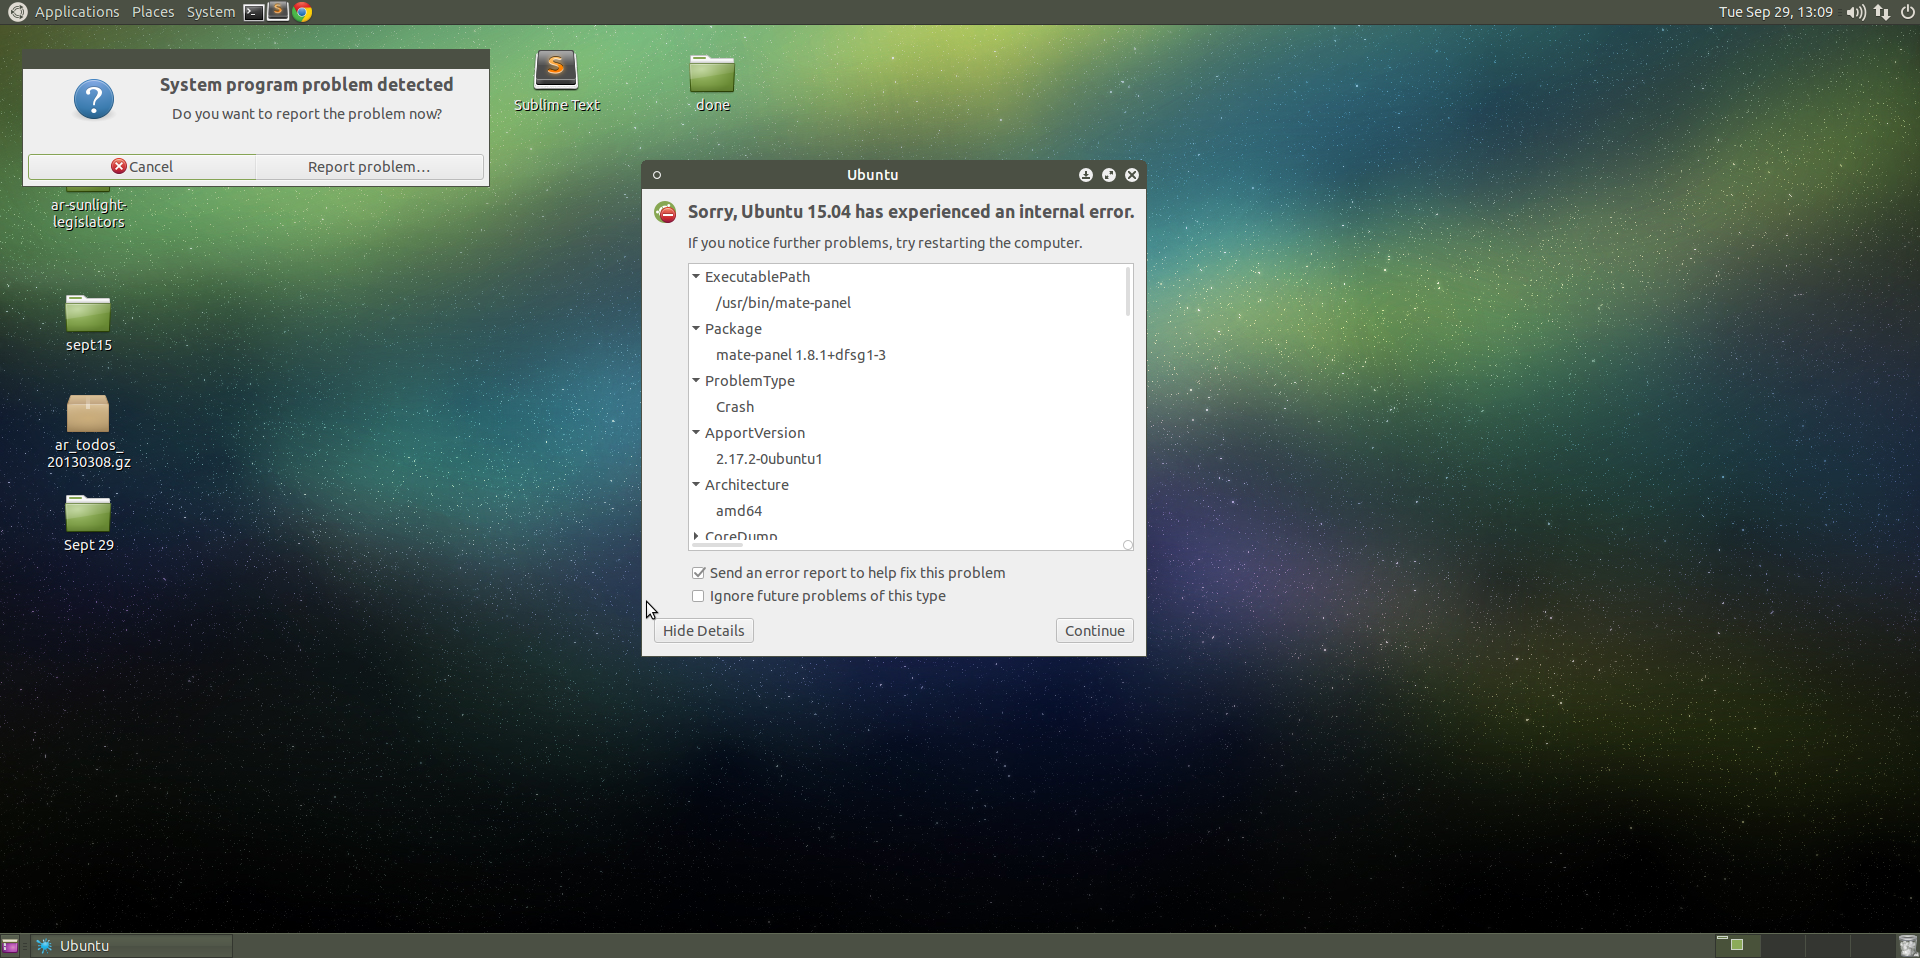 Applications Places System
Tue Sep 29, 13:09
System program problem detected
Do you want to report the problem now?
Cancel
Report problem…
Sublime Text
done
ar-sunlight-
legislators
sept15
ar_todos_
20130308.gz
Sept 29
Ubuntu
Sorry, Ubuntu 15.04 has experienced an internal error.
If you notice further problems, try restarting the computer.
ExecutablePath
/usr/bin/mate-panel
Package
mate-panel 1.8.1+dfsg1-3
ProblemType
Crash
ApportVersion
2.17.2-0ubuntu1
Architecture
amd64
CoreDump
Send an error report to help fix this problem
Ignore future problems of this type
Hide Details
Continue
Ubuntu